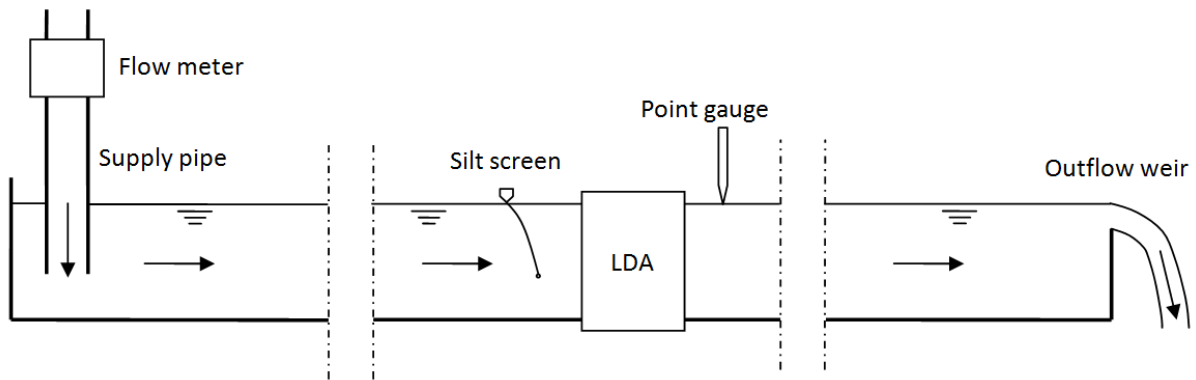 Flow meter
Supply pipe
Silt screen
Point gauge
Outflow weir
LDA